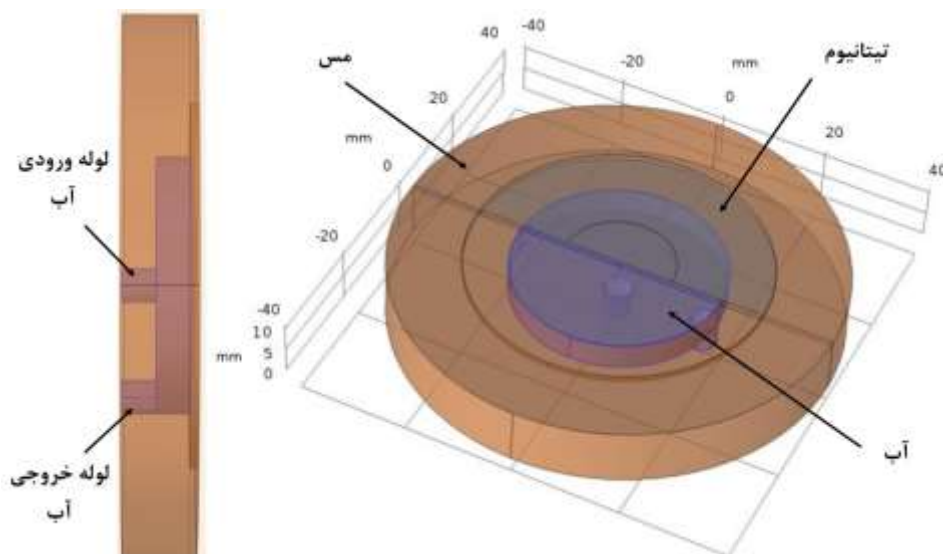 لوله ورودی
آب
لوله خروجی
آب
مس
تیتانیوم
آب
-40
-20
0
20
40
mm
40
20
0
-20
-40
mm
10
5
0
mm